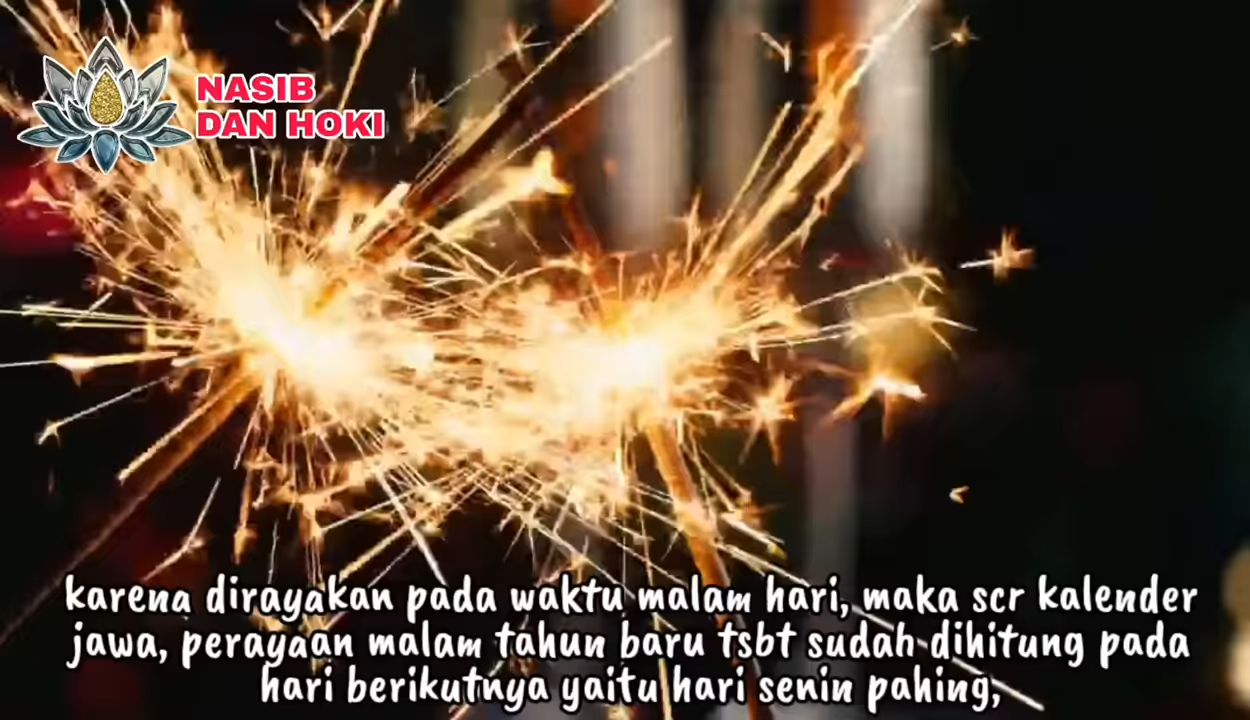 NASIB
DAN HOKI
karena dirayakan pada waktu malam hari, maka scr kalender
jawa, perayaan malam tahun baru tsbt sudah dihitung pada
hari berikutnya yaitu hari senin pahing,